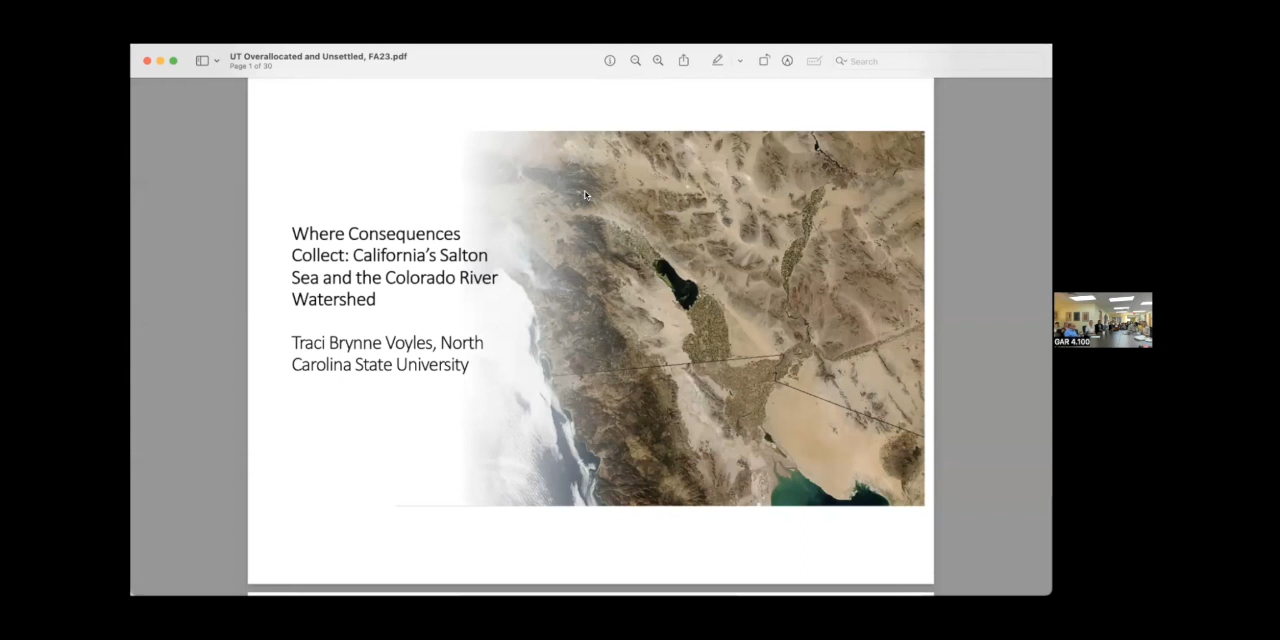 UT Overallocated and Unsettled, FA23.pdf
Page 1 of 30
Search
Where Consequences
Collect: California's Salton
Sea and the Colorado River
Watershed
Traci Brynne Voyles, North
Carolina State University
GAR 4.100